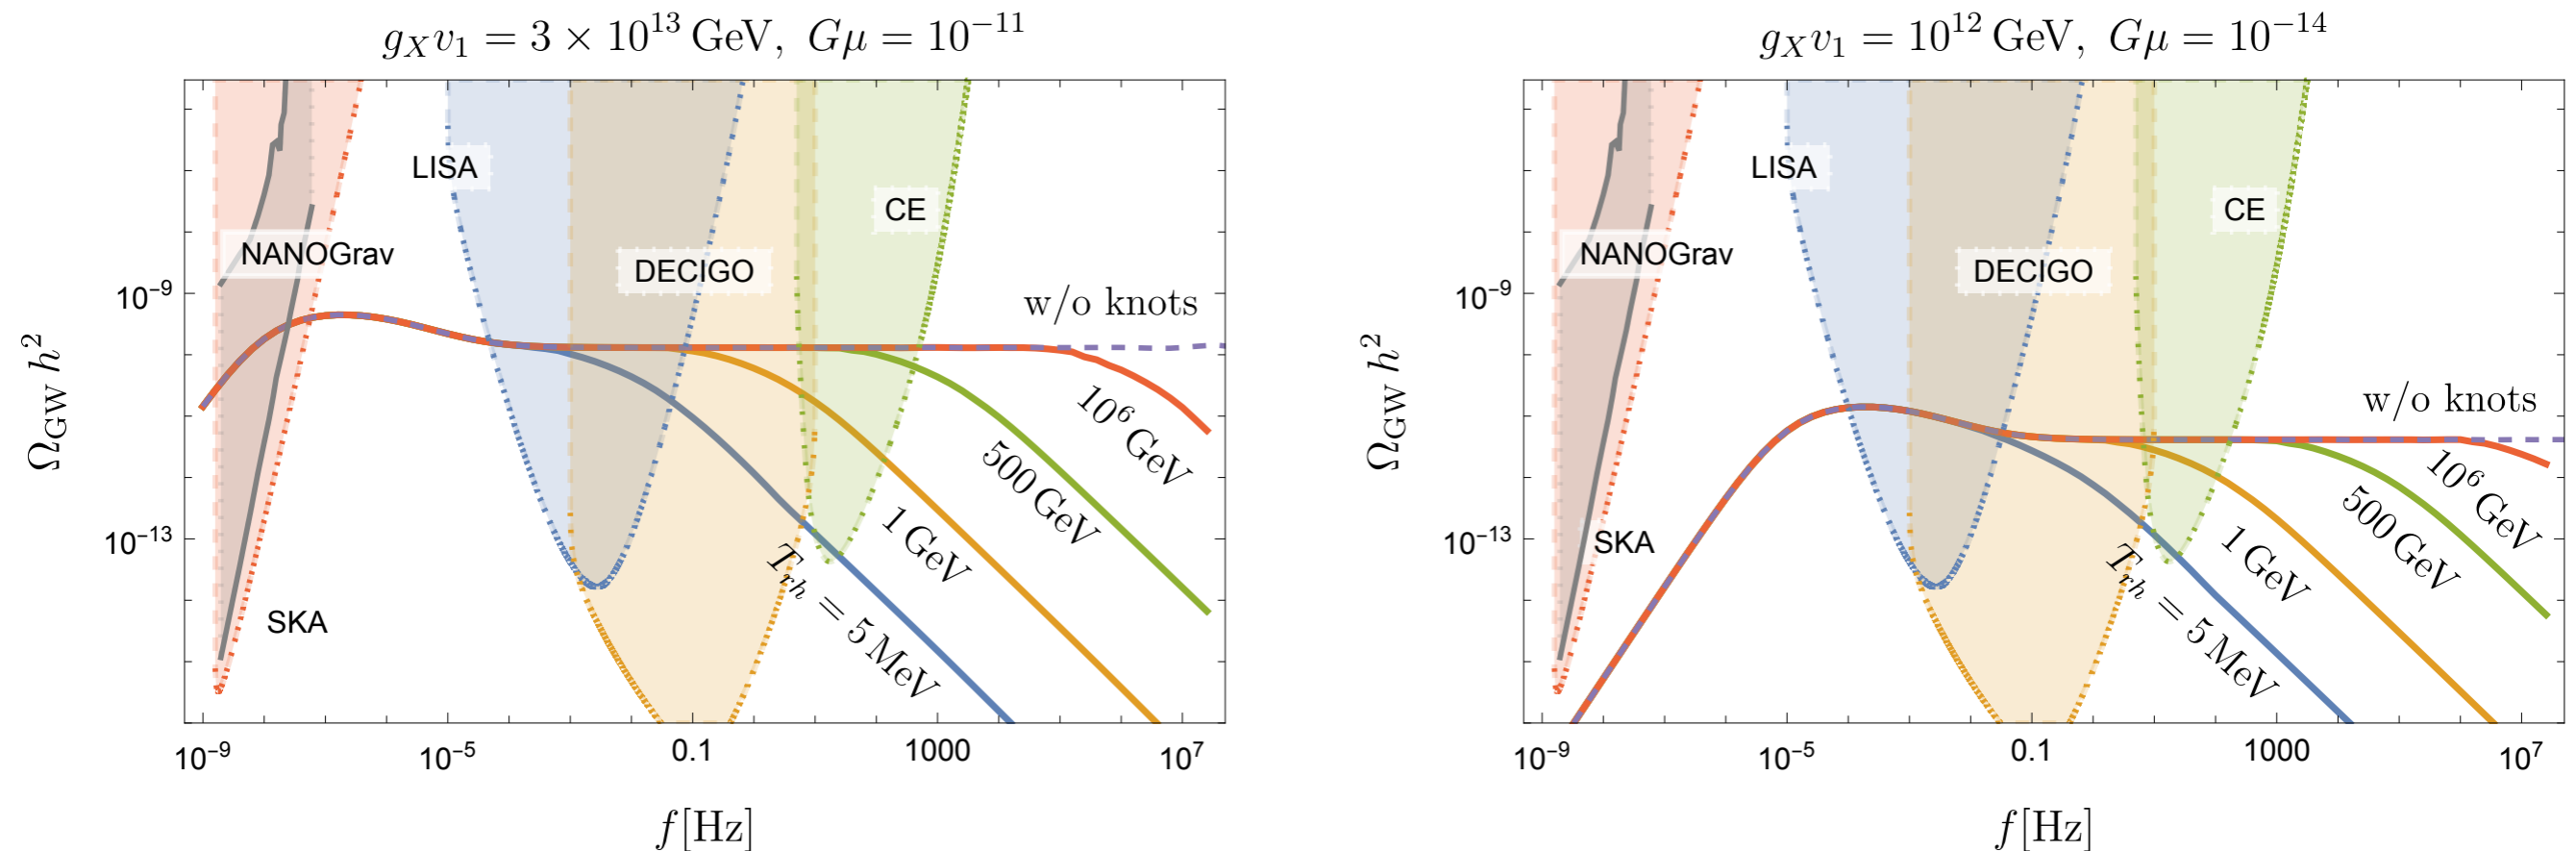 g_X v_1 = 3 × 10^13 GeV, Gμ = 10^−11
LISA
CE
NANOGrav
DECIGO
10^−9
w/o knots
Ω_GW h^2
10^6 GeV
500 GeV
1 GeV
10^−13
T_rh = 5 MeV
SKA
10^−9
10^−5
0.1
1000
10^7
f[Hz]
g_X v_1 = 10^12 GeV, Gμ = 10^−14
LISA
CE
NANOGrav
DECIGO
10^−9
w/o knots
Ω_GW h^2
10^6 GeV
500 GeV
1 GeV
10^−13
SKA
T_rh = 5 MeV
10^−9
10^−5
0.1
1000
10^7
f[Hz]